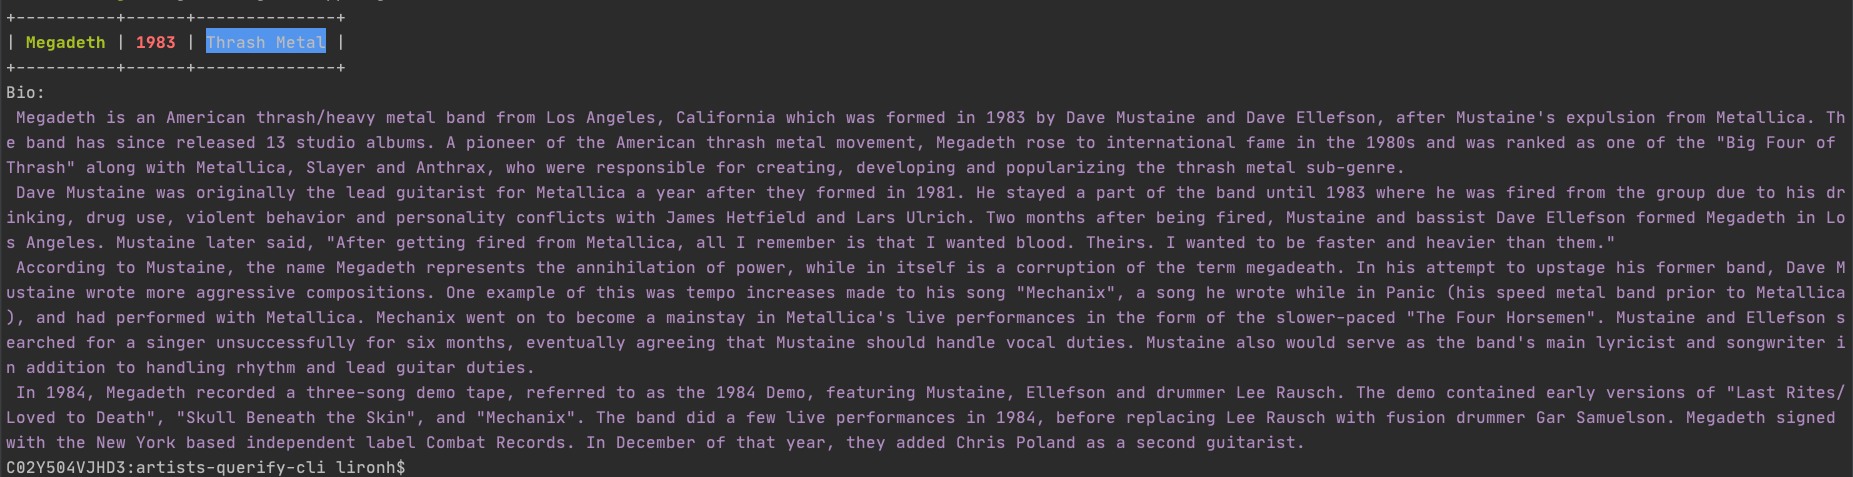 +----------+------+--------------+
| Megadeth | 1983 | Thrash Metal |
+----------+------+--------------+
Bio:
 Megadeth is an American thrash/heavy metal band from Los Angeles, California which was formed in 1983 by Dave Mustaine and Dave Ellefson, after Mustaine's expulsion from Metallica. Th
e band has since released 13 studio albums. A pioneer of the American thrash metal movement, Megadeth rose to international fame in the 1980s and was ranked as one of the "Big Four of
Thrash" along with Metallica, Slayer and Anthrax, who were responsible for creating, developing and popularizing the thrash metal sub-genre.
 Dave Mustaine was originally the lead guitarist for Metallica a year after they formed in 1981. He stayed a part of the band until 1983 where he was fired from the group due to his dr
inking, drug use, violent behavior and personality conflicts with James Hetfield and Lars Ulrich. Two months after being fired, Mustaine and bassist Dave Ellefson formed Megadeth in Lo
s Angeles. Mustaine later said, "After getting fired from Metallica, all I remember is that I wanted blood. Theirs. I wanted to be faster and heavier than them."
 According to Mustaine, the name Megadeth represents the annihilation of power, while in itself is a corruption of the term megadeath. In his attempt to upstage his former band, Dave M
ustaine wrote more aggressive compositions. One example of this was tempo increases made to his song "Mechanix", a song he wrote while in Panic (his speed metal band prior to Metallica
), and had performed with Metallica. Mechanix went on to become a mainstay in Metallica's live performances in the form of the slower-paced "The Four Horsemen". Mustaine and Ellefson s
earched for a singer unsuccessfully for six months, eventually agreeing that Mustaine should handle vocal duties. Mustaine also would serve as the band's main lyricist and songwriter i
n addition to handling rhythm and lead guitar duties.
 In 1984, Megadeth recorded a three-song demo tape, referred to as the 1984 Demo, featuring Mustaine, Ellefson and drummer Lee Rausch. The demo contained early versions of "Last Rites/
Loved to Death", "Skull Beneath the Skin", and "Mechanix". The band did a few live performances in 1984, before replacing Lee Rausch with fusion drummer Gar Samuelson. Megadeth signed
with the New York based independent label Combat Records. In December of that year, they added Chris Poland as a second guitarist.
C02Y504VJHD3:artists-querify-cli lironh$